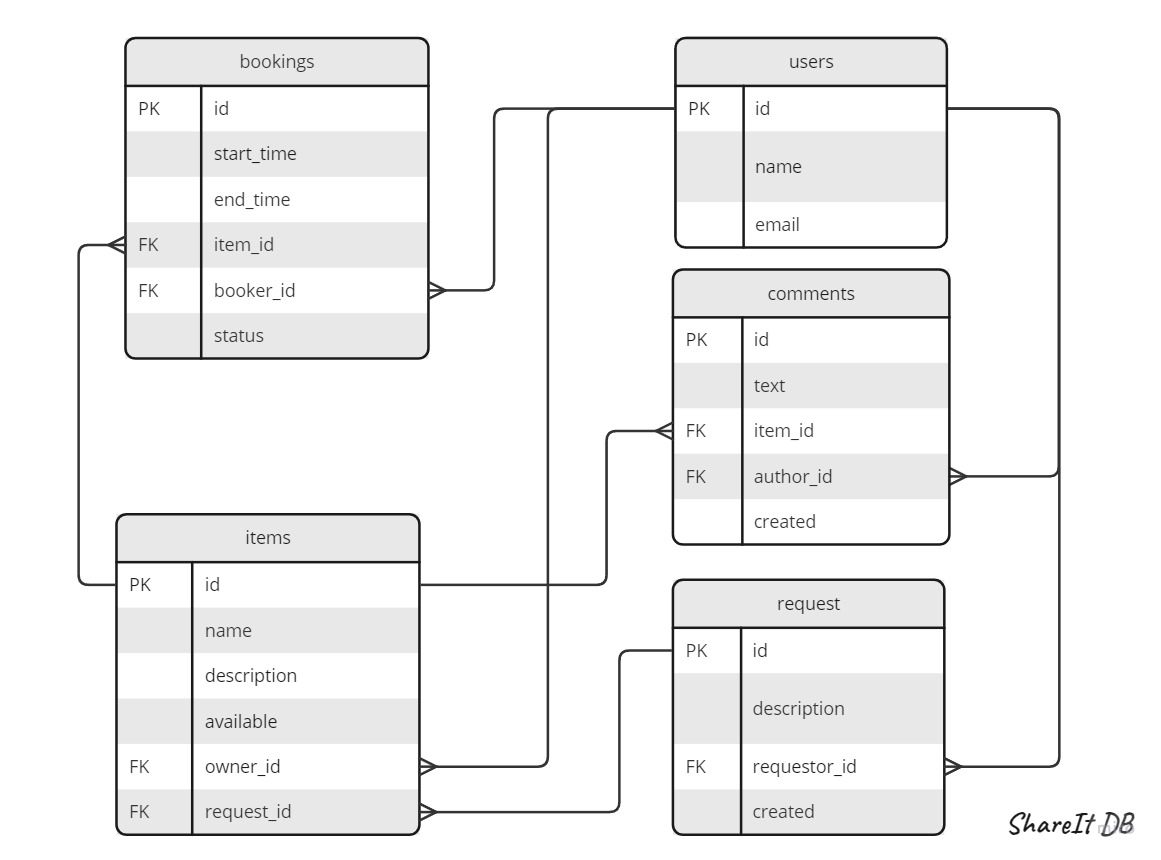 bookings
PK id
start_time
end_time
FK item_id
FK booker_id
status
users
PK id
name
email
comments
PK id
text
FK item_id
FK author_id
created
items
PK id
name
description
available
FK owner_id
FK request_id
request
PK id
description
FK requestor_id
created
ShareIt DB
miro